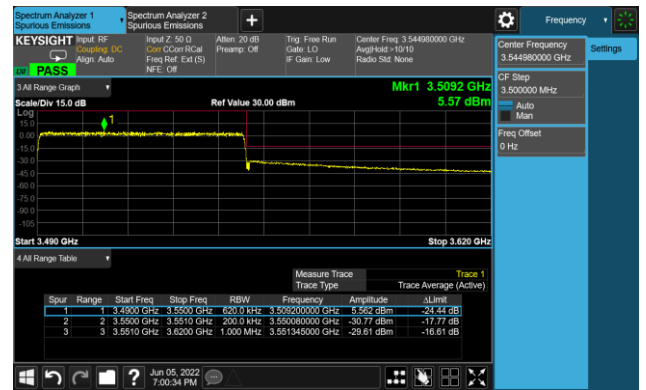 Spectrum Analyzer 1
Spurious Emissions
Spectrum Analyzer 2
Spurious Emissions
+
Frequency
KEYSIGHT
Input: RF
Coupling: DC
Align: Auto
Input Z: 50 Ω
Corr CCorr RCal
Freq Ref: Ext (S)
NFE: Off
Atten: 20 dB
Preamp: Off
Trig: Free Run
Gate: LO
IF Gain: Low
Center Freq: 3.544980000 GHz
Avg|Hold:>10/10
Radio Std: None
PASS
Center Frequency
3.544980000 GHz
Settings
CF Step
3.500000 MHz
Auto
Man
Freq Offset
0 Hz
3 All Range Graph
Mkr1 3.5092 GHz
Scale/Div 15.0 dB
Ref Value 30.00 dBm
5.57 dBm
Log
1
15.0
0.00
-15.0
-30.0
-45.0
-60.0
-75.0
-90.0
-105
Start 3.490 GHz
Stop 3.620 GHz
4 All Range Table
Measure Trace Trace 1
Trace Type Trace Average (Active)
Spur Range Start Freq Stop Freq RBW Frequency Amplitude ΔLimit
1 1 3.4900 GHz 3.5500 GHz 620.0 kHz 3.509200000 GHz 5.562 dBm -24.44 dB
2 2 3.5500 GHz 3.5510 GHz 200.0 kHz 3.550080000 GHz -30.77 dBm -17.77 dB
3 3 3.5510 GHz 3.6200 GHz 1.000 MHz 3.551345000 GHz -29.61 dBm -16.61 dB
?
Jun 05, 2022
7:00:34 PM